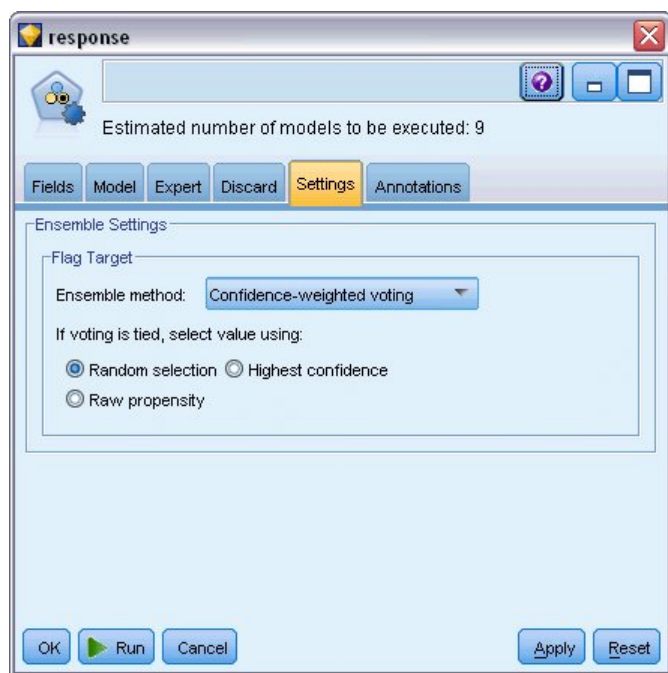 response
Estimated number of models to be executed: 9
Fields Model Expert Discard Settings Annotations
Ensemble Settings
Flag Target
Ensemble method: Confidence-weighted voting
If voting is tied, select value using:
Random selection Highest confidence
Raw propensity
OK Run Cancel Apply Reset